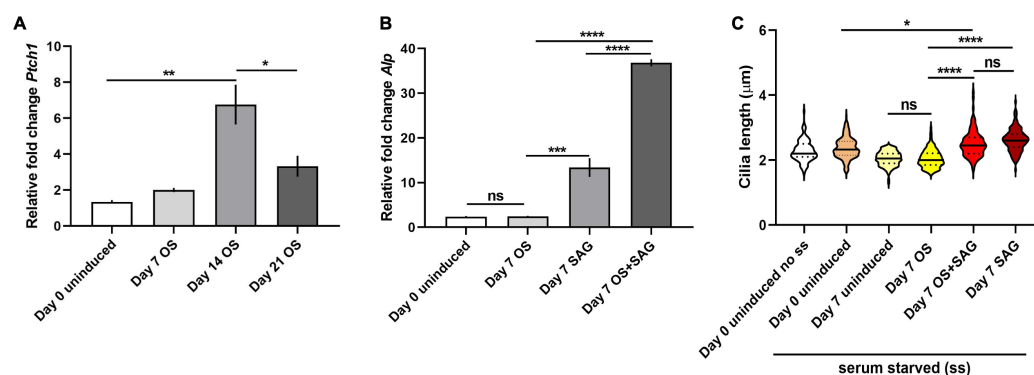 A
Relative fold change Ptch1
10
8
6
4
2
0
**
*
Day 0 uninduced
Day 7 OS
Day 14 OS
Day 21 OS
B
Relative fold change Alp
40
30
20
10
0
****
****
***
ns
Day 0 uninduced
Day 7 OS
Day 7 SAG
Day 7 OS+SAG
C
Cilia length (μm)
6
4
2
0
*
****
****
ns
ns
Day 0 uninduced no ss
Day 0 uninduced
Day 7 uninduced
Day 7 OS
Day 7 OS+SAG
Day 7 SAG
serum starved (ss)